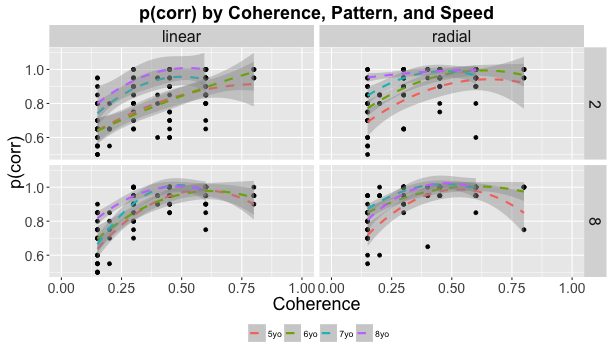 p(corr) by Coherence, Pattern, and Speed
linear radial
1.0
0.8
0.6
2
p(corr)
1.0
0.8
0.6
8
0.00 0.25 0.50 0.75 1.00 0.00 0.25 0.50 0.75 1.00
Coherence
5yo 6yo 7yo 8yo